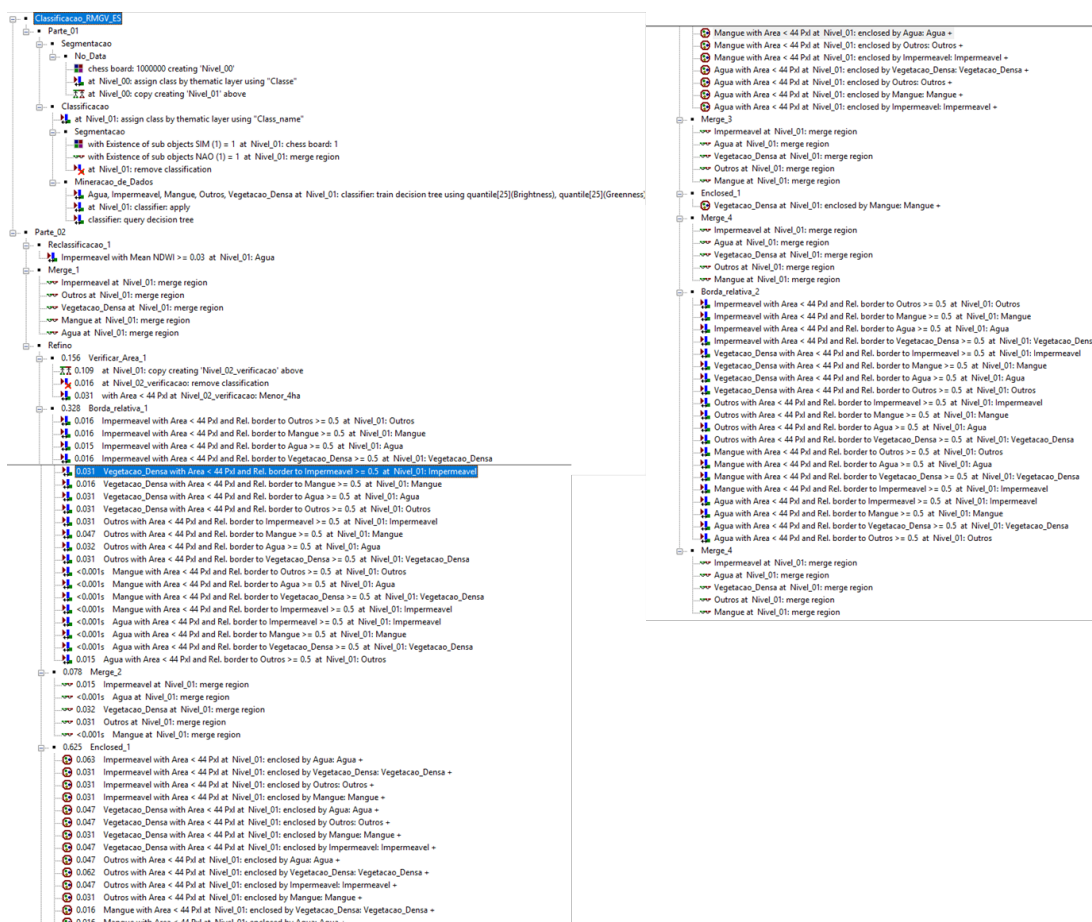 Classificacao_RMGV_ES
Parte_01
Segmentacao
No_Data
chess board: 1000000 creating 'Nivel_00'
at Nivel_00: assign class by thematic layer using "Classe"
at Nivel_00: copy creating 'Nivel_01' above
Classificacao
at Nivel_01: assign class by thematic layer using "Class_name"
Segmentacao
with Existence of sub objects SIM (1) = 1 at Nivel_01: chess board: 1
with Existence of sub objects NAO (1) = 1 at Nivel_01: merge region
at Nivel_01: remove classification
Mineracao_de_Dados
Agua, Impermeavel, Mangue, Outros, Vegetacao_Densa at Nivel_01: classifier: train decision tree using quantile[25](Brightness), quantile[25](Greenness)
at Nivel_01: classifier: apply
classifier: query decision tree
Parte_02
Reclassificacao_1
Impermeavel with Mean NDWI >= 0.03 at Nivel_01: Agua
Merge_1
Impermeavel at Nivel_01: merge region
Outros at Nivel_01: merge region
Vegetacao_Densa at Nivel_01: merge region
Mangue at Nivel_01: merge region
Agua at Nivel_01: merge region
Refino
0.156 Verificar_Area_1
0.109 at Nivel_01: copy creating 'Nivel_02_verificacao' above
0.016 at Nivel_02_verificacao: remove classification
0.031 with Area < 44 Pxl at Nivel_02_verificacao: Menor_4ha
0.328 Borda_relativa_1
0.016 Impermeavel with Area < 44 Pxl and Rel. border to Outros >= 0.5 at Nivel_01: Outros
0.016 Impermeavel with Area < 44 Pxl and Rel. border to Mangue >= 0.5 at Nivel_01: Mangue
0.015 Impermeavel with Area < 44 Pxl and Rel. border to Agua >= 0.5 at Nivel_01: Agua
0.016 Impermeavel with Area < 44 Pxl and Rel. border to Vegetacao_Densa >= 0.5 at Nivel_01: Vegetacao_Densa
0.031 Vegetacao_Densa with Area < 44 Pxl and Rel. border to Impermeavel >= 0.5 at Nivel_01: Impermeavel
0.016 Vegetacao_Densa with Area < 44 Pxl and Rel. border to Mangue >= 0.5 at Nivel_01: Mangue
0.031 Vegetacao_Densa with Area < 44 Pxl and Rel. border to Agua >= 0.5 at Nivel_01: Agua
0.031 Vegetacao_Densa with Area < 44 Pxl and Rel. border to Outros >= 0.5 at Nivel_01: Outros
0.031 Outros with Area < 44 Pxl and Rel. border to Impermeavel >= 0.5 at Nivel_01: Impermeavel
0.047 Outros with Area < 44 Pxl and Rel. border to Mangue >= 0.5 at Nivel_01: Mangue
0.032 Outros with Area < 44 Pxl and Rel. border to Agua >= 0.5 at Nivel_01: Agua
0.031 Outros with Area < 44 Pxl and Rel. border to Vegetacao_Densa >= 0.5 at Nivel_01: Vegetacao_Densa
<0.001s Mangue with Area < 44 Pxl and Rel. border to Outros >= 0.5 at Nivel_01: Outros
<0.001s Mangue with Area < 44 Pxl and Rel. border to Agua >= 0.5 at Nivel_01: Agua
<0.001s Mangue with Area < 44 Pxl and Rel. border to Vegetacao_Densa >= 0.5 at Nivel_01: Vegetacao_Densa
<0.001s Mangue with Area < 44 Pxl and Rel. border to Impermeavel >= 0.5 at Nivel_01: Impermeavel
<0.001s Agua with Area < 44 Pxl and Rel. border to Impermeavel >= 0.5 at Nivel_01: Impermeavel
<0.001s Agua with Area < 44 Pxl and Rel. border to Mangue >= 0.5 at Nivel_01: Mangue
<0.001s Agua with Area < 44 Pxl and Rel. border to Vegetacao_Densa >= 0.5 at Nivel_01: Vegetacao_Densa
0.015 Agua with Area < 44 Pxl and Rel. border to Outros >= 0.5 at Nivel_01: Outros
0.078 Merge_2
0.015 Impermeavel at Nivel_01: merge region
<0.001s Agua at Nivel_01: merge region
0.032 Vegetacao_Densa at Nivel_01: merge region
0.031 Outros at Nivel_01: merge region
<0.001s Mangue at Nivel_01: merge region
0.625 Enclosed_1
0.063 Impermeavel with Area < 44 Pxl at Nivel_01: enclosed by Agua: Agua +
0.031 Impermeavel with Area < 44 Pxl at Nivel_01: enclosed by Vegetacao_Densa: Vegetacao_Densa +
0.031 Impermeavel with Area < 44 Pxl at Nivel_01: enclosed by Outros: Outros +
0.031 Impermeavel with Area < 44 Pxl at Nivel_01: enclosed by Mangue: Mangue +
0.047 Vegetacao_Densa with Area < 44 Pxl at Nivel_01: enclosed by Agua: Agua +
0.047 Vegetacao_Densa with Area < 44 Pxl at Nivel_01: enclosed by Outros: Outros +
0.031 Vegetacao_Densa with Area < 44 Pxl at Nivel_01: enclosed by Mangue: Mangue +
0.047 Vegetacao_Densa with Area < 44 Pxl at Nivel_01: enclosed by Impermeavel: Impermeavel +
0.047 Outros with Area < 44 Pxl at Nivel_01: enclosed by Agua: Agua +
0.062 Outros with Area < 44 Pxl at Nivel_01: enclosed by Vegetacao_Densa: Vegetacao_Densa +
0.047 Outros with Area < 44 Pxl at Nivel_01: enclosed by Impermeavel: Impermeavel +
0.031 Outros with Area < 44 Pxl at Nivel_01: enclosed by Mangue: Mangue +
0.016 Mangue with Area < 44 Pxl at Nivel_01: enclosed by Vegetacao_Densa: Vegetacao_Densa +
Mangue with Area < 44 Pxl at Nivel_01: enclosed by Agua: Agua +
Mangue with Area < 44 Pxl at Nivel_01: enclosed by Outros: Outros +
Mangue with Area < 44 Pxl at Nivel_01: enclosed by Impermeavel: Impermeavel +
Agua with Area < 44 Pxl at Nivel_01: enclosed by Vegetacao_Densa: Vegetacao_Densa +
Agua with Area < 44 Pxl at Nivel_01: enclosed by Outros: Outros +
Agua with Area < 44 Pxl at Nivel_01: enclosed by Mangue: Mangue +
Agua with Area < 44 Pxl at Nivel_01: enclosed by Impermeavel: Impermeavel +
Merge_3
Impermeavel at Nivel_01: merge region
Agua at Nivel_01: merge region
Vegetacao_Densa at Nivel_01: merge region
Outros at Nivel_01: merge region
Mangue at Nivel_01: merge region
Enclosed_1
Vegetacao_Densa at Nivel_01: enclosed by Mangue: Mangue +
Merge_4
Impermeavel at Nivel_01: merge region
Agua at Nivel_01: merge region
Vegetacao_Densa at Nivel_01: merge region
Outros at Nivel_01: merge region
Mangue at Nivel_01: merge region
Borda_relativa_2
Impermeavel with Area < 44 Pxl and Rel. border to Outros >= 0.5 at Nivel_01: Outros
Impermeavel with Area < 44 Pxl and Rel. border to Mangue >= 0.5 at Nivel_01: Mangue
Impermeavel with Area < 44 Pxl and Rel. border to Agua >= 0.5 at Nivel_01: Agua
Impermeavel with Area < 44 Pxl and Rel. border to Vegetacao_Densa >= 0.5 at Nivel_01: Vegetacao_Dens
Vegetacao_Densa with Area < 44 Pxl and Rel. border to Impermeavel >= 0.5 at Nivel_01: Impermeavel
Vegetacao_Densa with Area < 44 Pxl and Rel. border to Mangue >= 0.5 at Nivel_01: Mangue
Vegetacao_Densa with Area < 44 Pxl and Rel. border to Agua >= 0.5 at Nivel_01: Agua
Vegetacao_Densa with Area < 44 Pxl and Rel. border to Outros >= 0.5 at Nivel_01: Outros
Outros with Area < 44 Pxl and Rel. border to Impermeavel >= 0.5 at Nivel_01: Impermeavel
Outros with Area < 44 Pxl and Rel. border to Mangue >= 0.5 at Nivel_01: Mangue
Outros with Area < 44 Pxl and Rel. border to Agua >= 0.5 at Nivel_01: Agua
Outros with Area < 44 Pxl and Rel. border to Vegetacao_Densa >= 0.5 at Nivel_01: Vegetacao_Densa
Mangue with Area < 44 Pxl and Rel. border to Outros >= 0.5 at Nivel_01: Outros
Mangue with Area < 44 Pxl and Rel. border to Agua >= 0.5 at Nivel_01: Agua
Mangue with Area < 44 Pxl and Rel. border to Vegetacao_Densa >= 0.5 at Nivel_01: Vegetacao_Densa
Mangue with Area < 44 Pxl and Rel. border to Impermeavel >= 0.5 at Nivel_01: Impermeavel
Agua with Area < 44 Pxl and Rel. border to Impermeavel >= 0.5 at Nivel_01: Impermeavel
Agua with Area < 44 Pxl and Rel. border to Mangue >= 0.5 at Nivel_01: Mangue
Agua with Area < 44 Pxl and Rel. border to Vegetacao_Densa >= 0.5 at Nivel_01: Vegetacao_Densa
Agua with Area < 44 Pxl and Rel. border to Outros >= 0.5 at Nivel_01: Outros
Merge_4
Impermeavel at Nivel_01: merge region
Agua at Nivel_01: merge region
Vegetacao_Densa at Nivel_01: merge region
Outros at Nivel_01: merge region
Mangue at Nivel_01: merge region